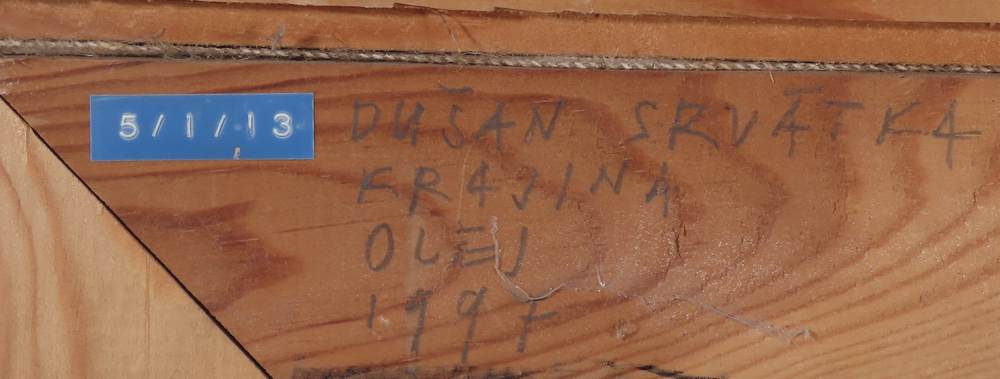 5/1/13
DUŠAN SRVÁTKA
KRAJINA
OLEJ
1997